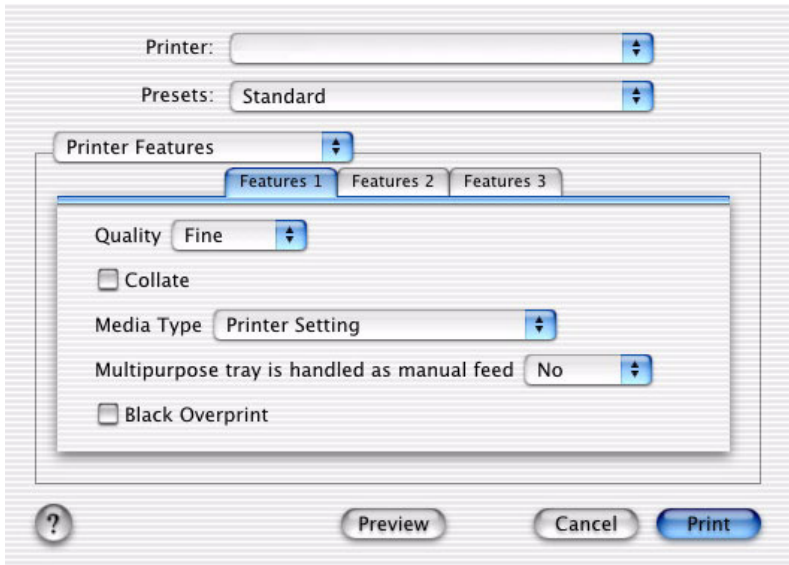 Printer:
Presets: Standard
Printer Features
Features 1 Features 2 Features 3
Quality Fine
Collate
Media Type Printer Setting
Multipurpose tray is handled as manual feed No
Black Overprint
? Preview Cancel Print